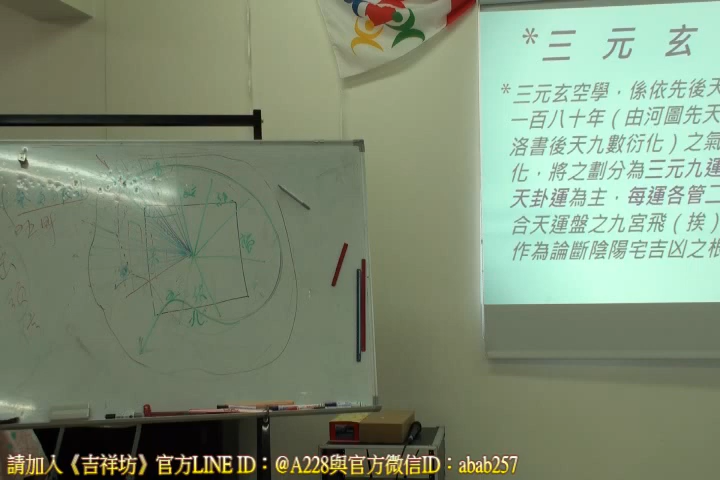 *三 元 玄
*三元玄空學，係依先後天
一百八十年（由河圖先天
洛書後天九數衍化）之氣
化，將之劃分為三元九運
天卦運為主，每運各管二
合天運盤之九宮飛（挨）
作為論斷陰陽宅吉凶之根
北
請加入《吉祥坊》官方LINE ID：@A228與官方微信ID：abab257